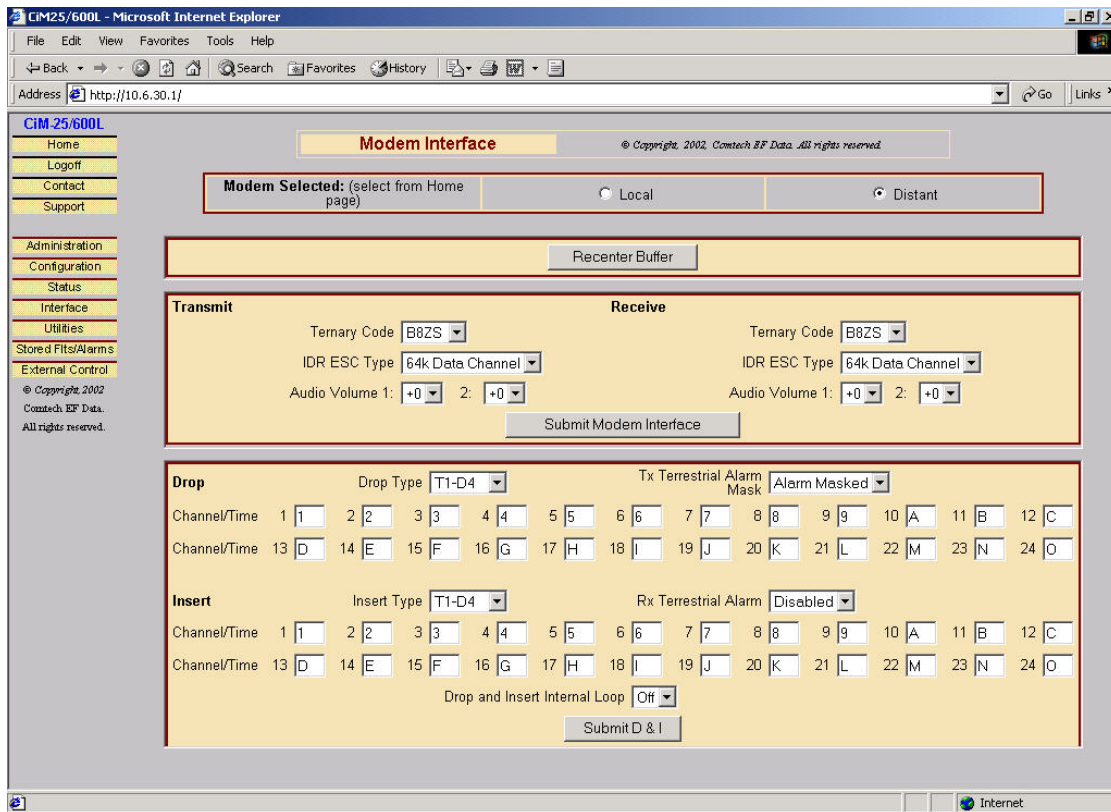 CiM25/600L - Microsoft Internet Explorer
File Edit View Favorites Tools Help
Back Search Favorites History
Address http://10.6.30.1/ Go Links
CiM-25/600L
Home
Logoff
Contact
Support
Administration
Configuration
Status
Interface
Utilities
Stored Flts/Alarms
External Control
© Copyright, 2002
Comtech EF Data.
All rights reserved.
Modem Interface © Copyright, 2002, Comtech EF Data. All rights reserved.
Modem Selected: (select from Home page) Local Distant
Recenter Buffer
Transmit Receive
Ternary Code B8ZS Ternary Code B8ZS
IDR ESC Type 64k Data Channel IDR ESC Type 64k Data Channel
Audio Volume 1: +0 2: +0 Audio Volume 1: +0 2: +0
Submit Modem Interface
Drop Drop Type T1-D4 Tx Terrestrial Alarm Mask Alarm Masked
Channel/Time 1 1 2 2 3 3 4 4 5 5 6 6 7 7 8 8 9 9 10 A 11 B 12 C
Channel/Time 13 D 14 E 15 F 16 G 17 H 18 I 19 J 20 K 21 L 22 M 23 N 24 O
Insert Insert Type T1-D4 Rx Terrestrial Alarm Disabled
Channel/Time 1 1 2 2 3 3 4 4 5 5 6 6 7 7 8 8 9 9 10 A 11 B 12 C
Channel/Time 13 D 14 E 15 F 16 G 17 H 18 I 19 J 20 K 21 L 22 M 23 N 24 O
Drop and Insert Internal Loop Off
Submit D & I
Internet